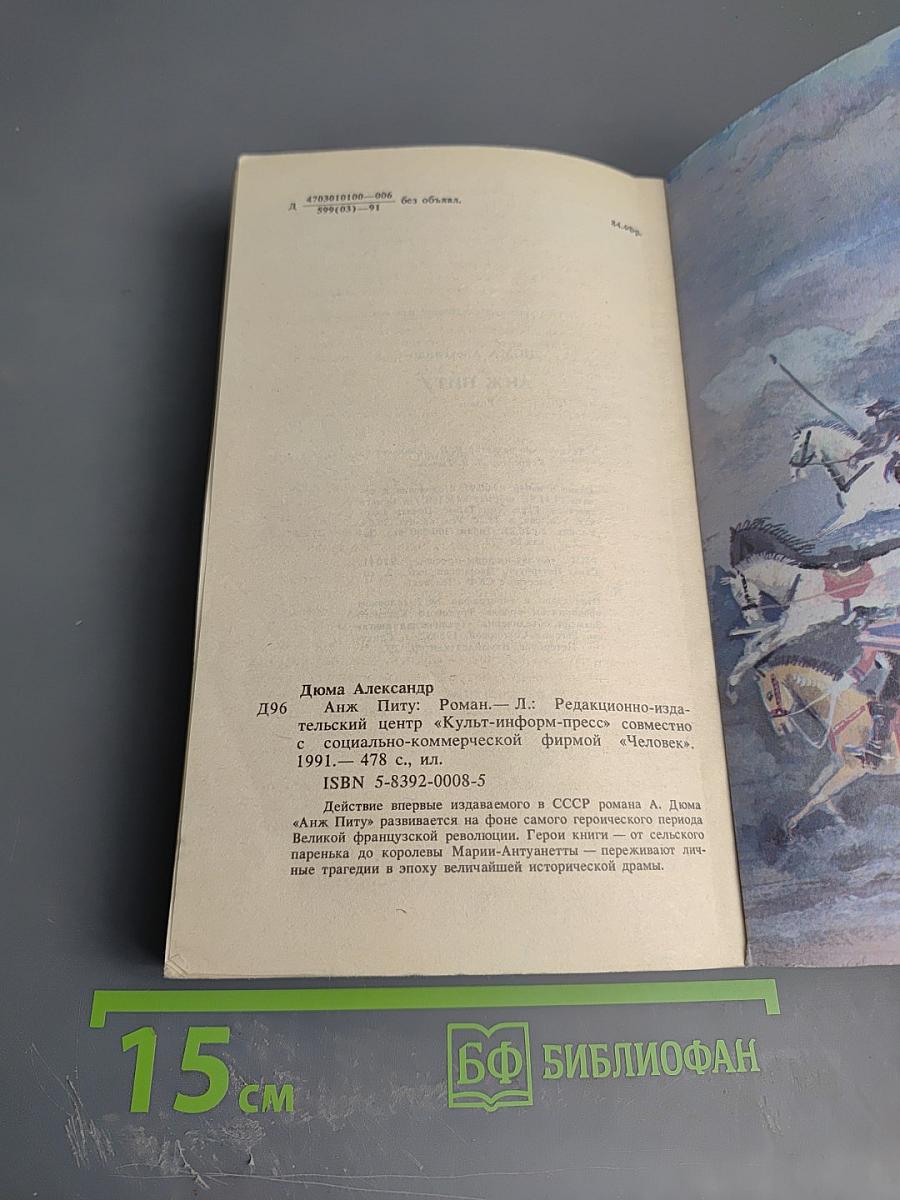 Д 4703010100—006 без объявл.
599(03)—91
Дюма Александр
Д96 Анж Питу: Роман.— Л.: Редакционно-изда-
тельский центр «Культ-информ-пресс» совместно
с социально-коммерческой фирмой «Человек».
1991.— 478 с., ил.
ISBN 5-8392-0008-5
Действие впервые издаваемого в СССР романа А. Дюма
«Анж Питу» развивается на фоне самого героического периода
Великой французской революции. Герои книги — от сельского
паренька до королевы Марии-Антуанетты — переживают лич-
ные трагедии в эпоху величайшей исторической драмы.
15 см
БФ БИБЛИОФАН